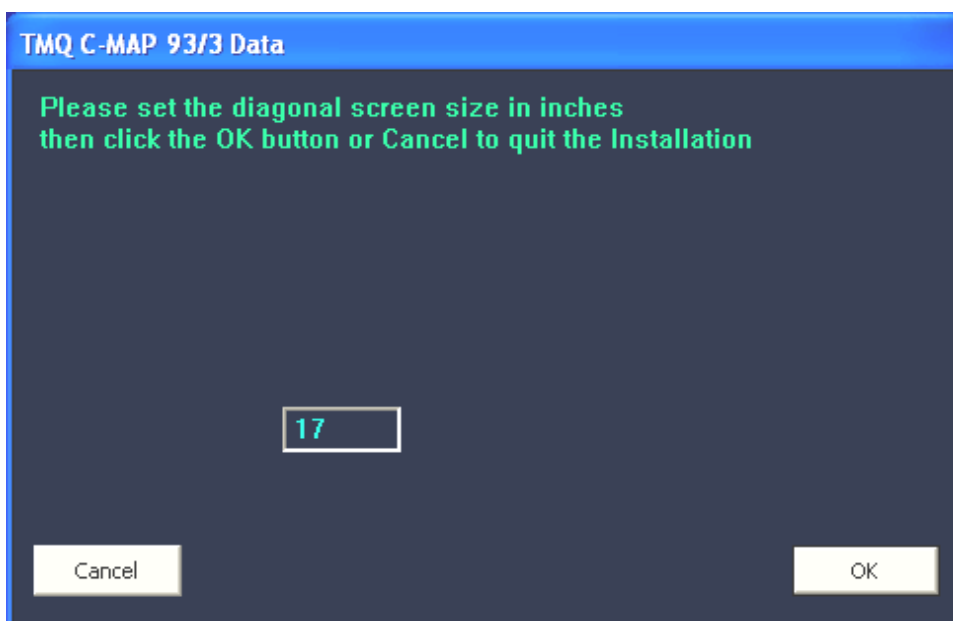 TMQ C-MAP 93/3 Data
Please set the diagonal screen size in inches
then click the OK button or Cancel to quit the Installation
17
Cancel
OK